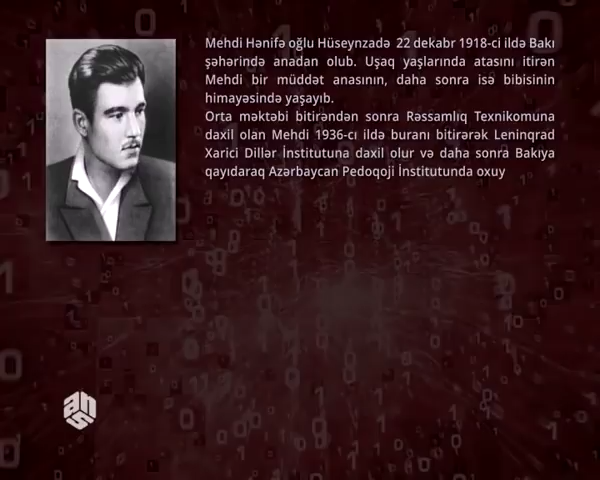 Mehdi Hənifə oğlu Hüseynzadə 22 dekabr 1918-ci ildə Bakı
şəhərində anadan olub. Uşaq yaşlarında atasını itirən
Mehdi bir müddət anasının, daha sonra isə bibisinin
himayəsində yaşayıb.
Orta məktəbi bitirəndən sonra Rəssamlıq Texnikomuna
daxil olan Mehdi 1936-cı ildə buranı bitirərək Leninqrad
Xarici Dillər İnstitutuna daxil olur və daha sonra Bakıya
qayıdaraq Azərbaycan Pedoqoji İnstitutunda oxuy
ans